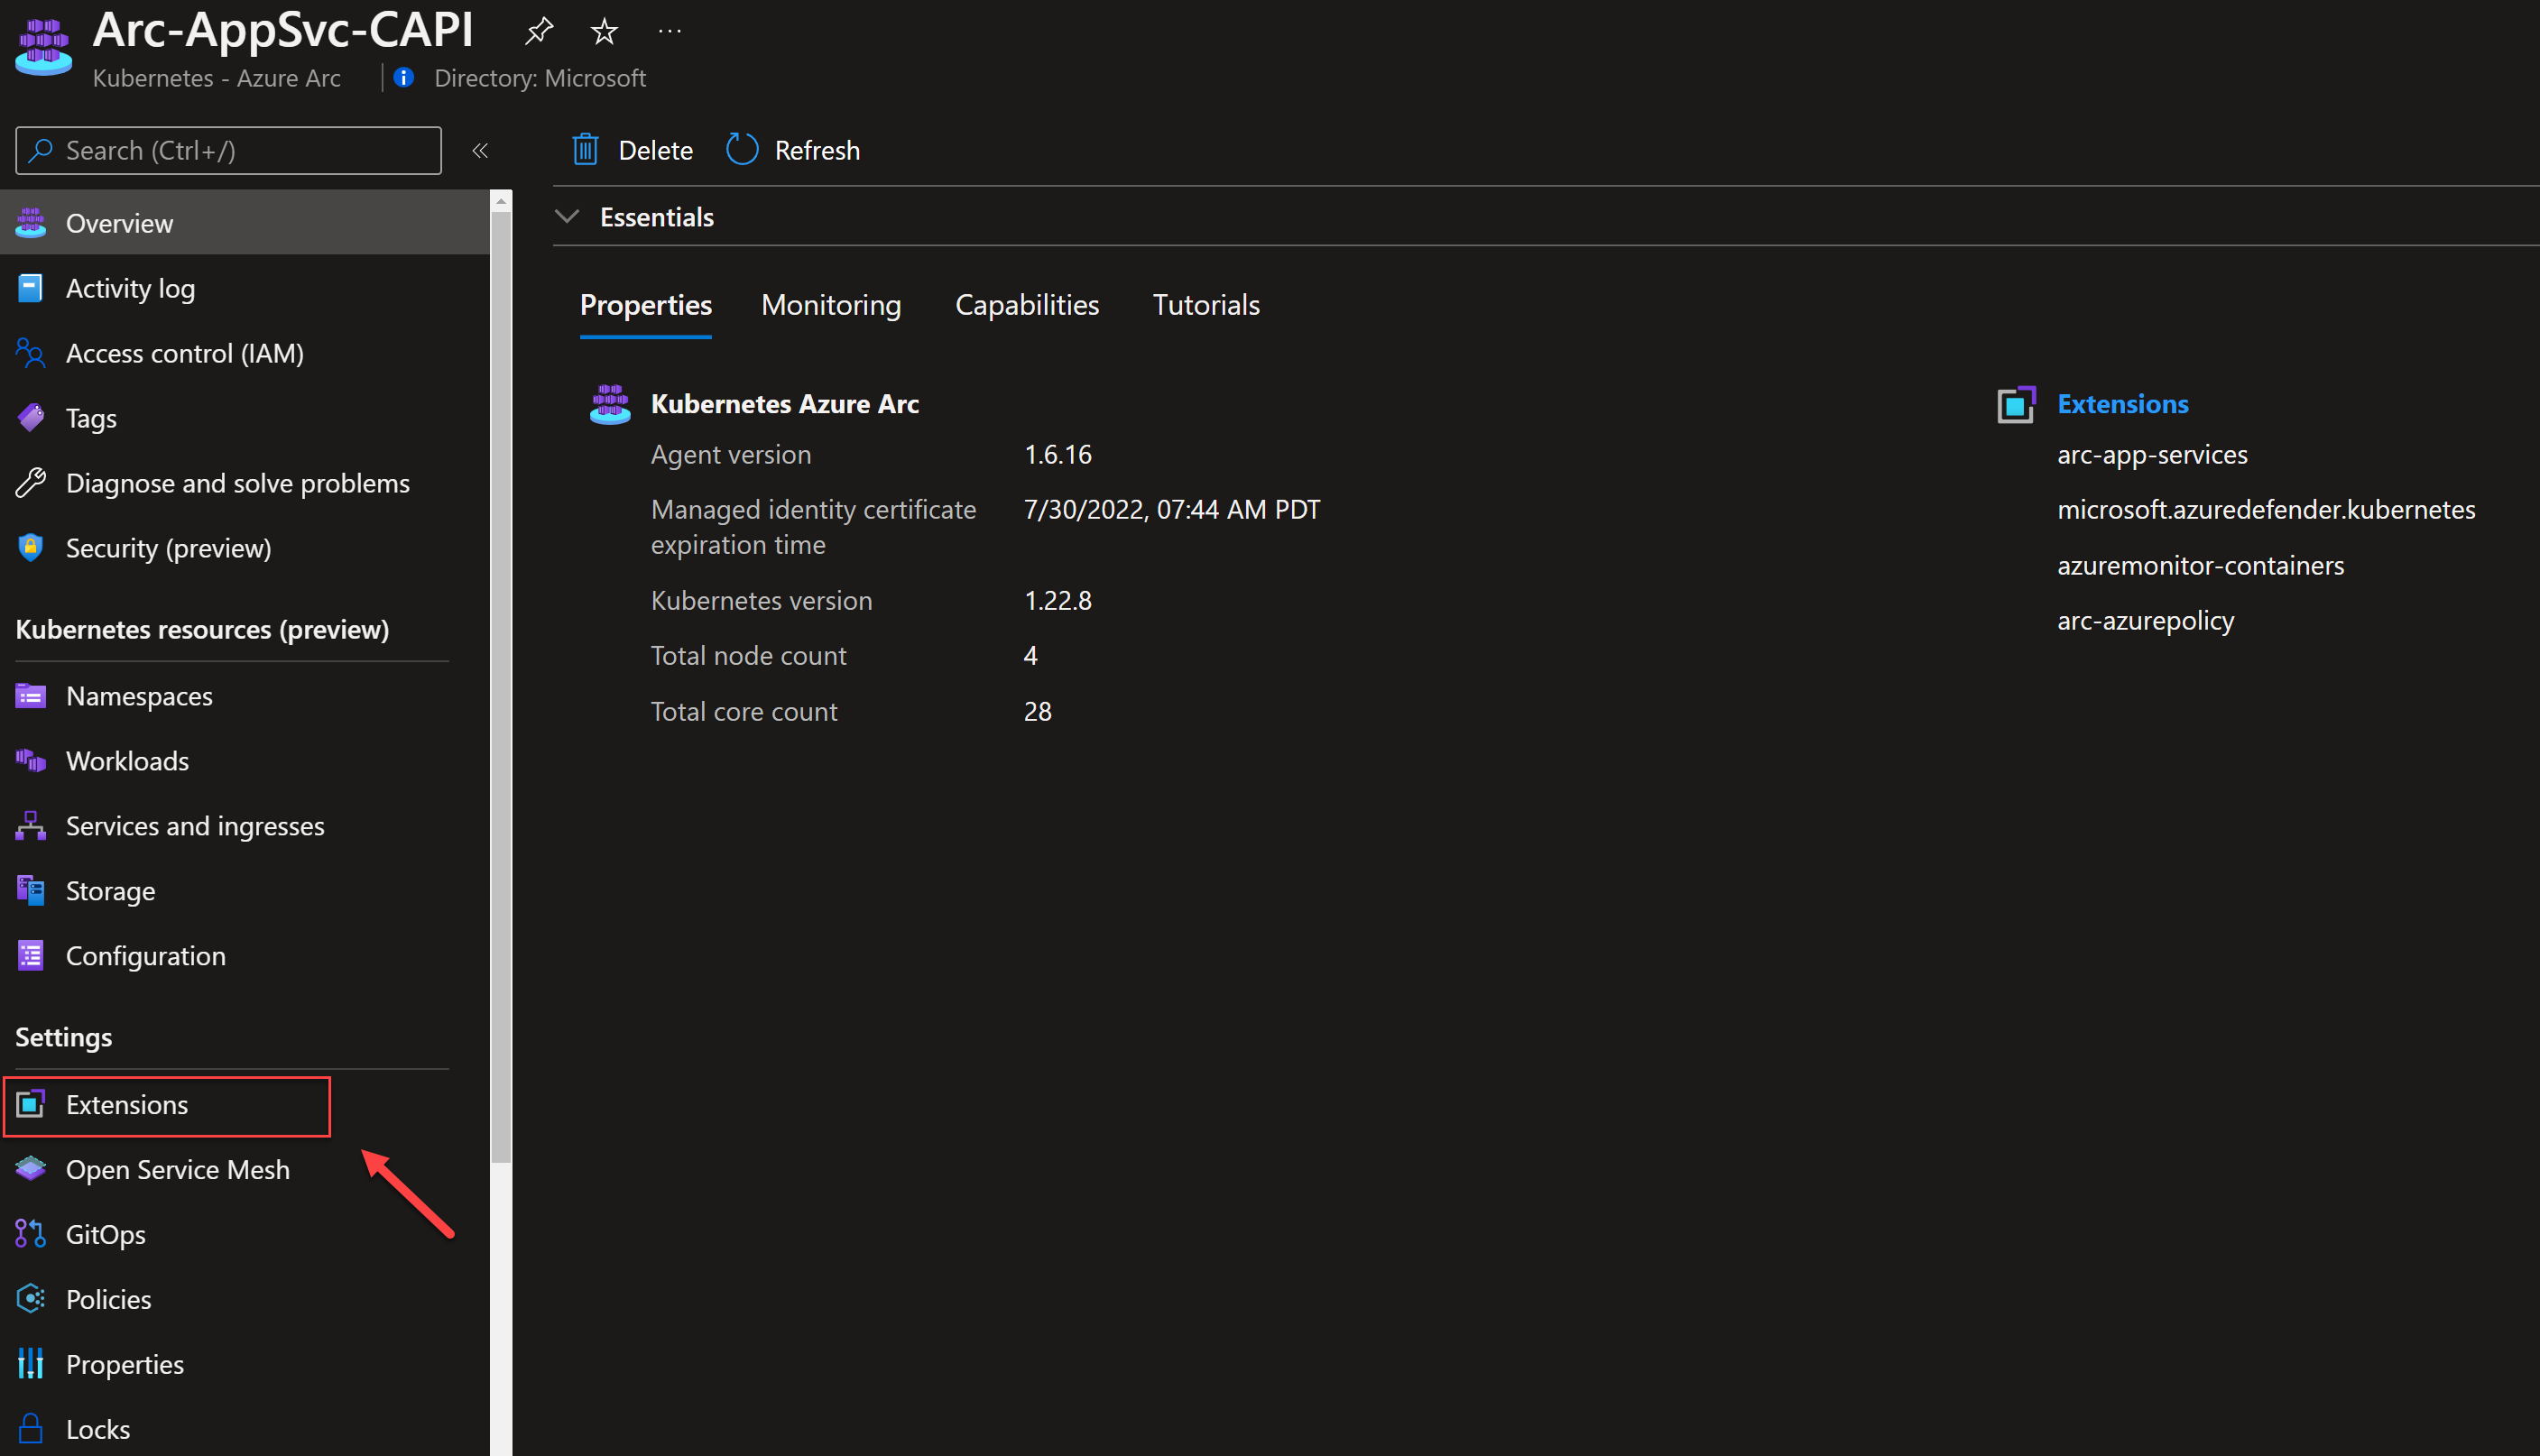 Arc-AppSvc-CAPI
Kubernetes - Azure Arc
Directory: Microsoft
Search (Ctrl+/)
Overview
Activity log
Access control (IAM)
Tags
Diagnose and solve problems
Security (preview)
Kubernetes resources (preview)
Namespaces
Workloads
Services and ingresses
Storage
Configuration
Settings
Extensions
Open Service Mesh
GitOps
Policies
Properties
Locks
Delete
Refresh
Essentials
Properties
Monitoring
Capabilities
Tutorials
Kubernetes Azure Arc
Agent version
1.6.16
Managed identity certificate
expiration time
7/30/2022, 07:44 AM PDT
Kubernetes version
1.22.8
Total node count
4
Total core count
28
Extensions
arc-app-services
microsoft.azuredefender.kubernetes
azuremonitor-containers
arc-azurepolicy